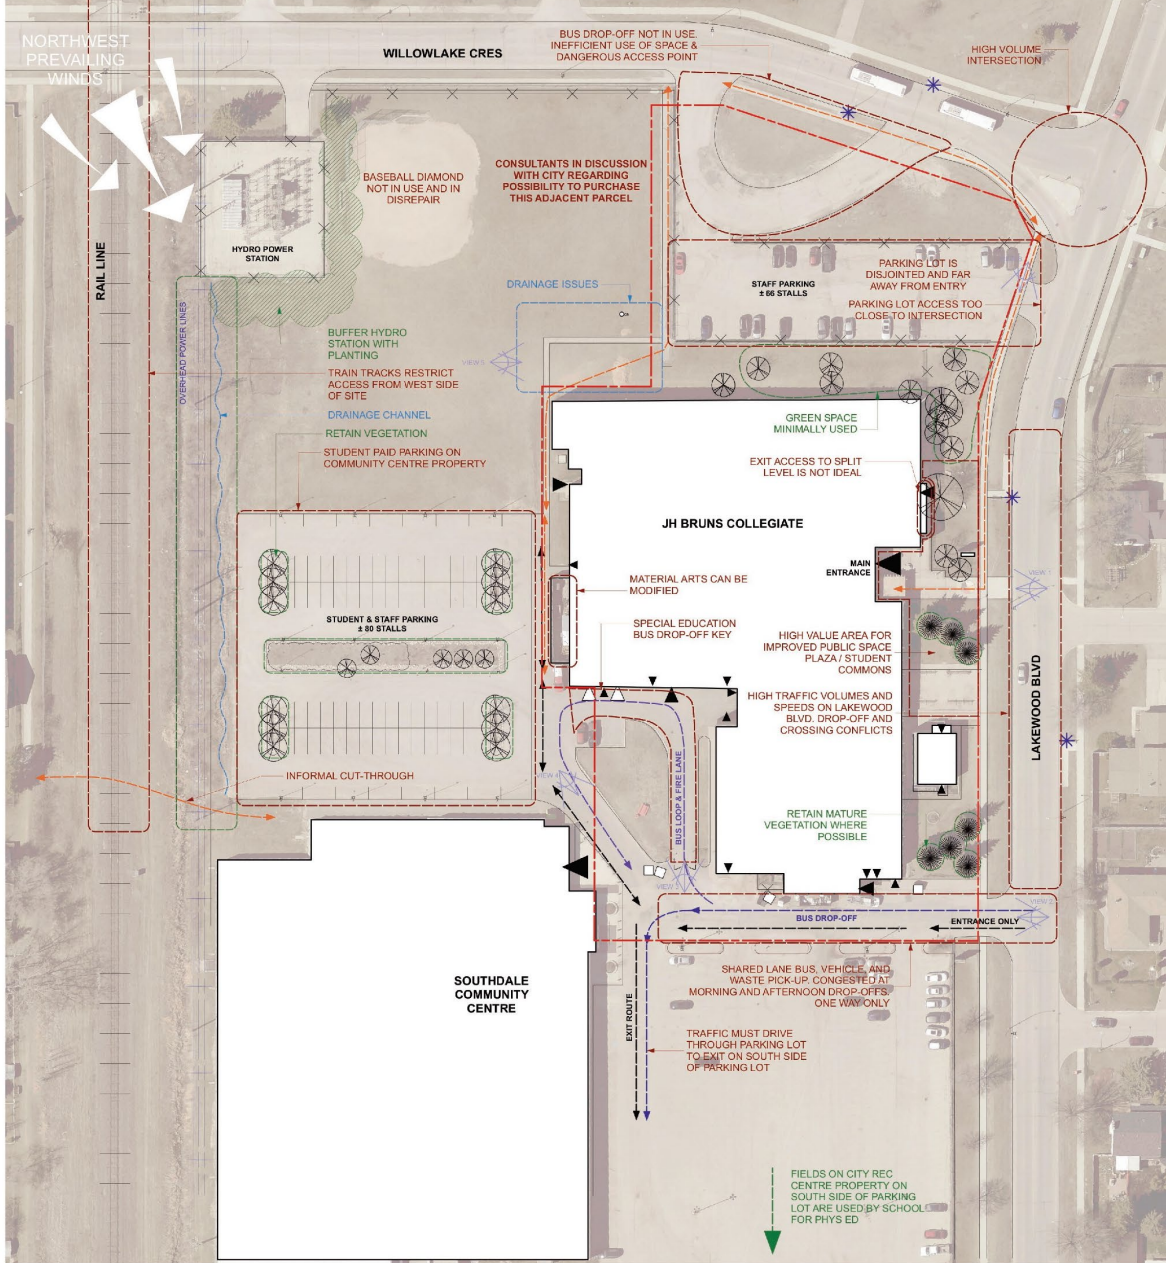 NORTHWEST
PREVAILING
WINDS
WILLOWLAKE CRES
BUS DROP-OFF NOT IN USE.
INEFFICIENT USE OF SPACE &
DANGEROUS ACCESS POINT
HIGH VOLUME
INTERSECTION
BASEBALL DIAMOND
NOT IN USE AND IN
DISREPAIR
CONSULTANTS IN DISCUSSION
WITH CITY REGARDING
POSSIBILITY TO PURCHASE
THIS ADJACENT PARCEL
HYDRO POWER
STATION
RAIL LINE
OVERHEAD POWER LINES
STAFF PARKING
± 66 STALLS
PARKING LOT IS
DISJOINTED AND FAR
AWAY FROM ENTRY
PARKING LOT ACCESS TOO
CLOSE TO INTERSECTION
DRAINAGE ISSUES
BUFFER HYDRO
STATION WITH
PLANTING
TRAIN TRACKS RESTRICT
ACCESS FROM WEST SIDE
OF SITE
DRAINAGE CHANNEL
RETAIN VEGETATION
STUDENT PAID PARKING ON
COMMUNITY CENTRE PROPERTY
GREEN SPACE
MINIMALLY USED
EXIT ACCESS TO SPLIT
LEVEL IS NOT IDEAL
JH BRUNS COLLEGIATE
MAIN
ENTRANCE
MATERIAL ARTS CAN BE
MODIFIED
SPECIAL EDUCATION
BUS DROP-OFF KEY
STUDENT & STAFF PARKING
± 80 STALLS
HIGH VALUE AREA FOR
IMPROVED PUBLIC SPACE
PLAZA / STUDENT
COMMONS
HIGH TRAFFIC VOLUMES AND
SPEEDS ON LAKEWOOD
BLVD. DROP-OFF AND
CROSSING CONFLICTS
LAKEWOOD BLVD
VIEW 1
VIEW 4
INFORMAL CUT-THROUGH
BUS LOOP & FIRE LANE
RETAIN MATURE
VEGETATION WHERE
POSSIBLE
VIEW 2
BUS DROP-OFF
ENTRANCE ONLY
SHARED LANE BUS, VEHICLE, AND
WASTE PICK-UP. CONGESTED AT
MORNING AND AFTERNOON DROP-OFFS.
ONE WAY ONLY
SOUTHDALE
COMMUNITY
CENTRE
EXIT ROUTE
TRAFFIC MUST DRIVE
THROUGH PARKING LOT
TO EXIT ON SOUTH SIDE
OF PARKING LOT
FIELDS ON CITY REC
CENTRE PROPERTY ON
SOUTH SIDE OF PARKING
LOT ARE USED BY SCHOOL
FOR PHYS ED